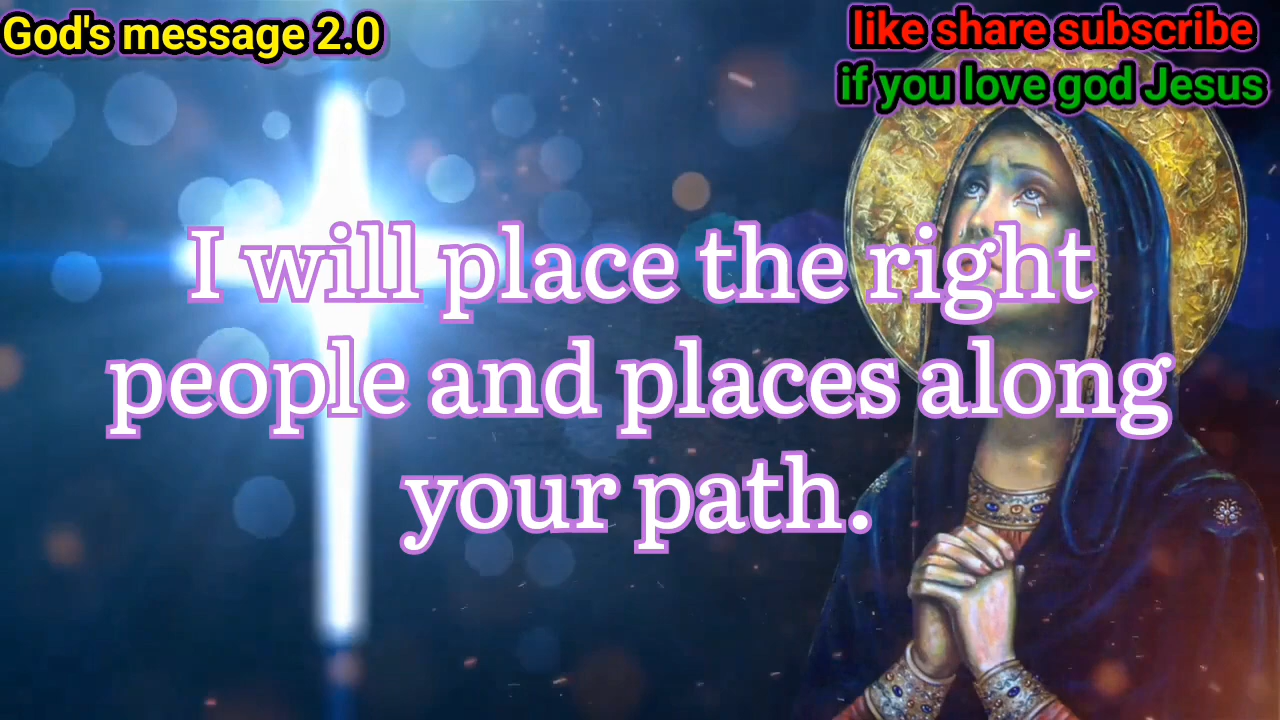 God's message 2.0
like share subscribe
if you love god Jesus
I will place the right
people and places along
your path.